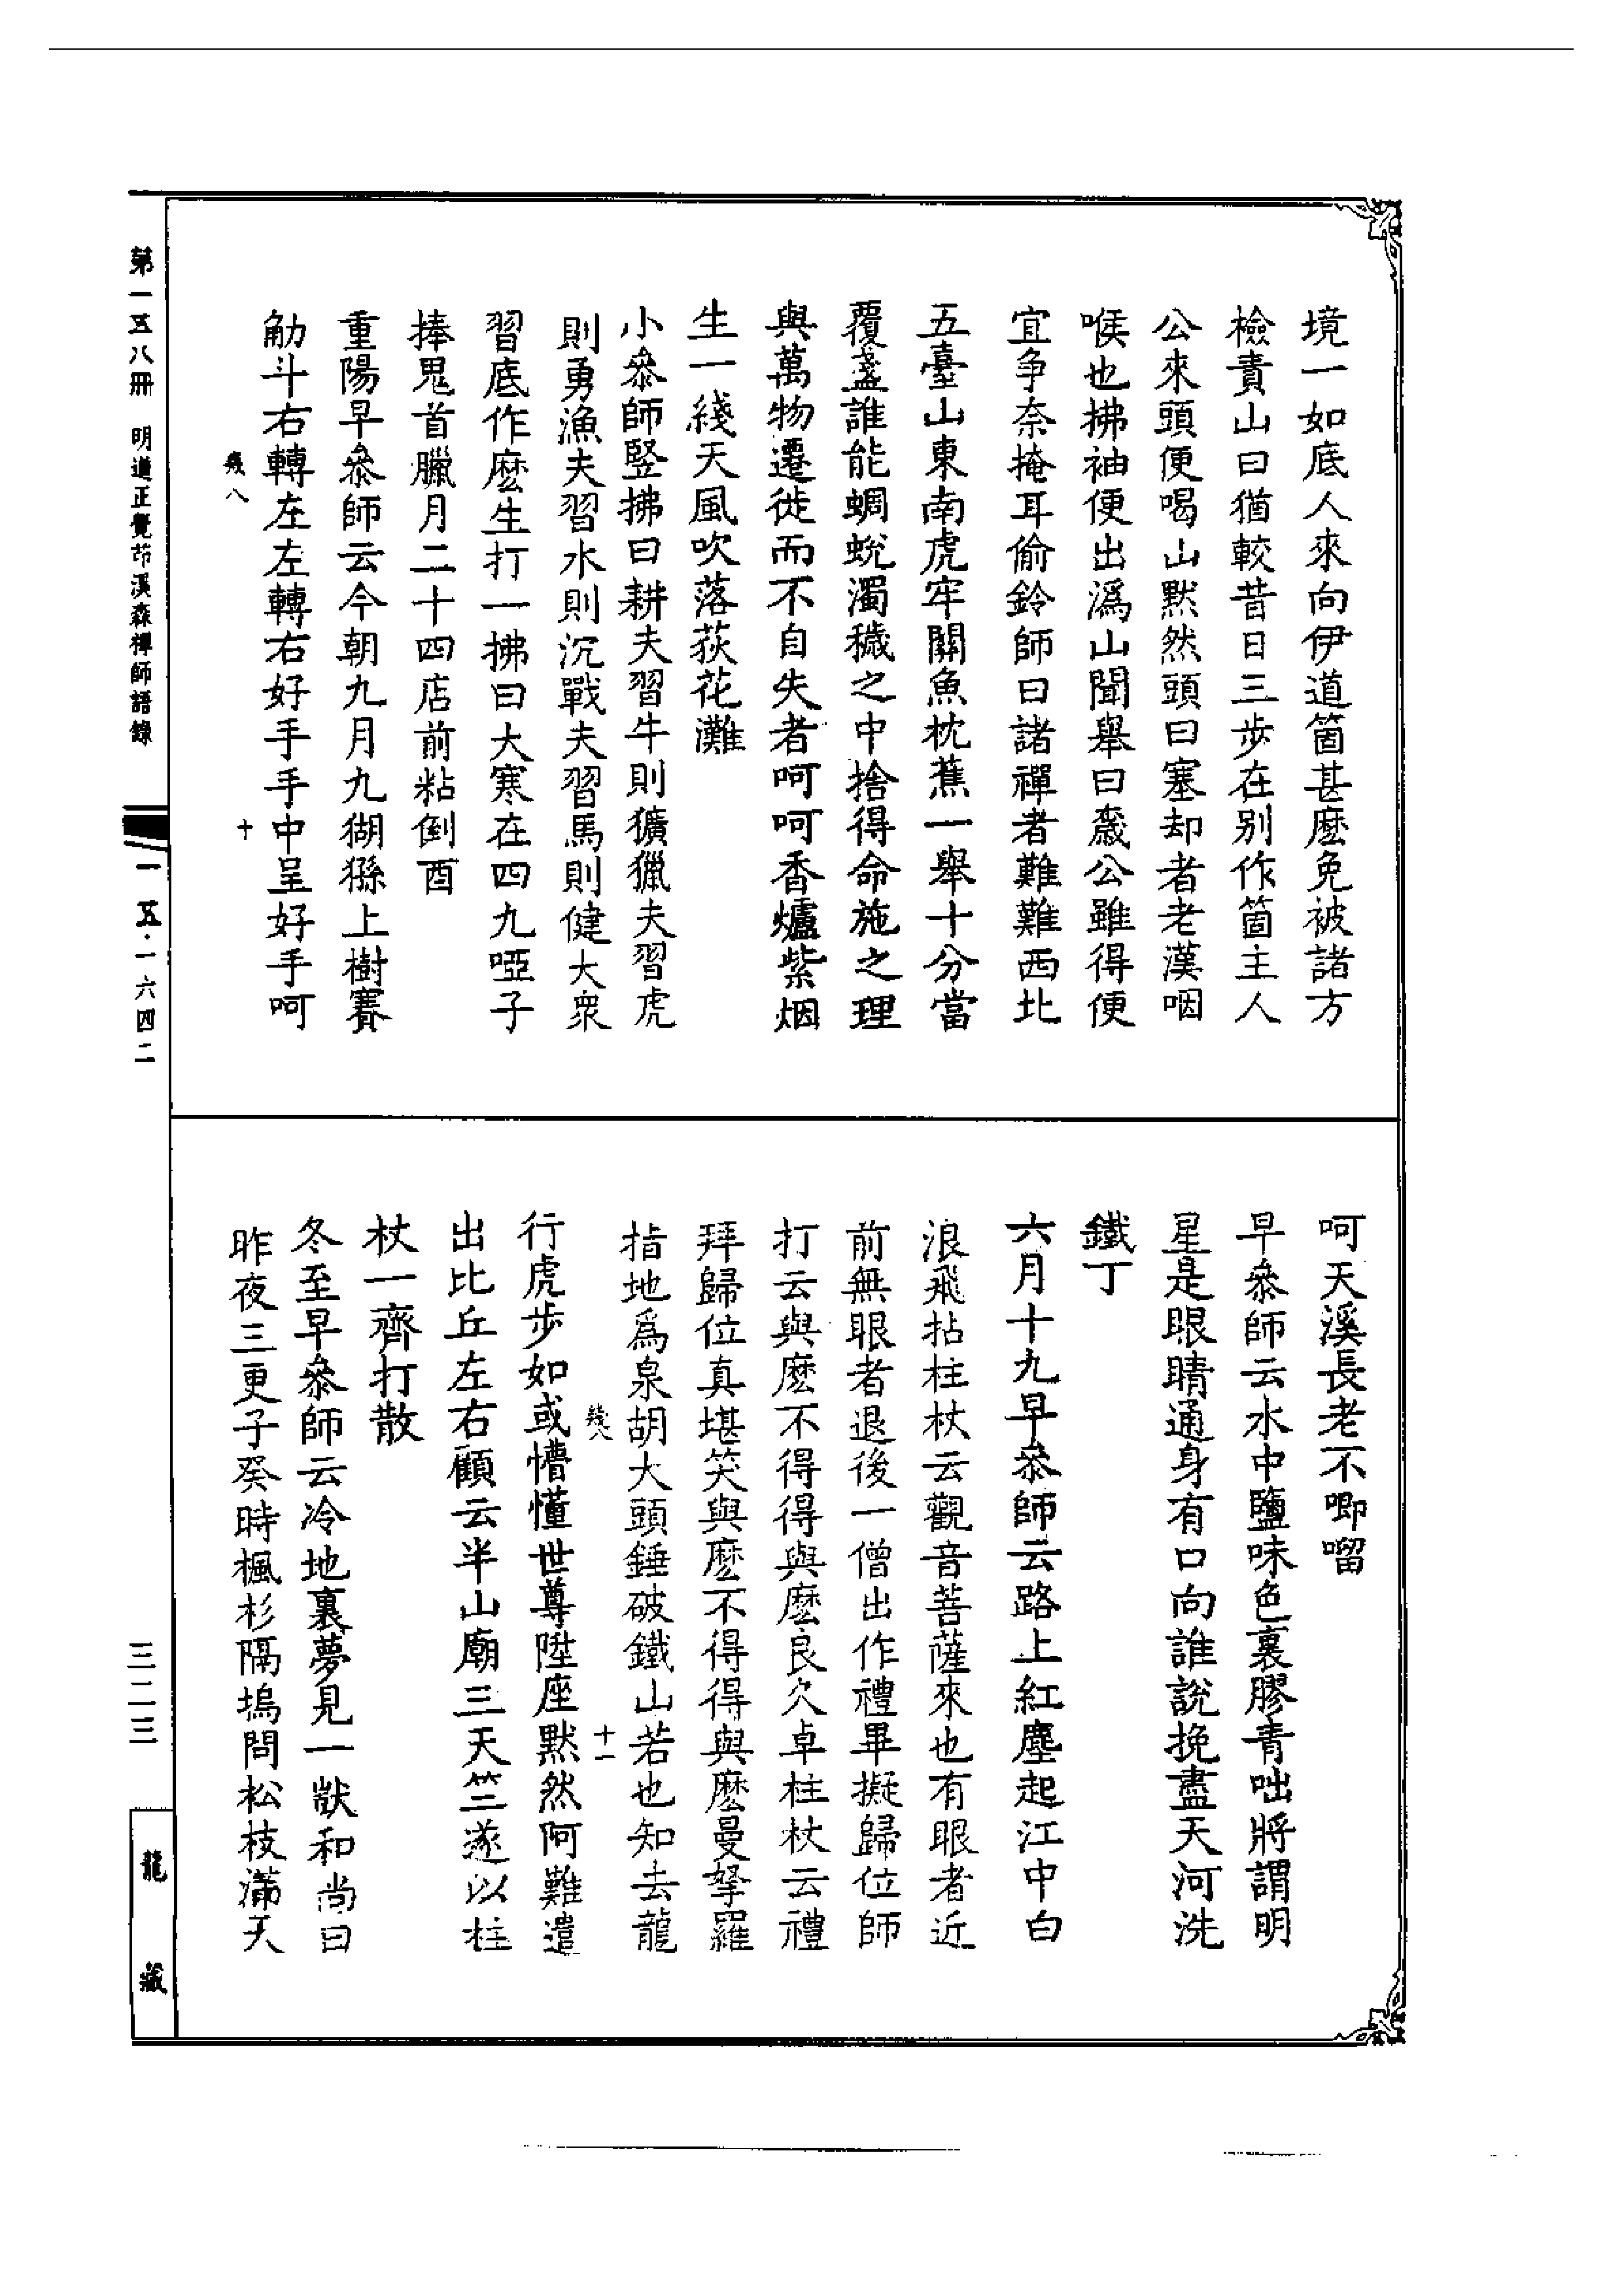 境一如底人來向伊道箇甚麽免被諸方
檢責山曰猶較昔日三步在別作箇主人
公來頭便喝山默然頭曰塞却者老漢咽
喉也拂袖便出溈山聞舉曰巖公雖得便
宜争奈掩耳偷鈴師曰諸禪者難難西北
五臺山東南虎牢關魚枕蕉一舉十分當
覆盞誰能蜩蛻濁穢之中捨得命施之理
與萬物遷徙而不自失者呵呵香爐紫烟
生一綫天風吹落荻花灘
小叅師竪拂曰耕夫習牛則獷獵夫習虎
則勇漁夫習水則沉戰夫習馬則健大衆
習底作麽生打一拂曰大寒在四九啞子
捧鬼首臘月二十四店前粘倒酉
重陽早叅師云今朝九月九猢猻上樹賽
觔斗右轉左左轉右好手手中呈好手呵
幾八 十
呵天溪長老不唧㗂
早叅師云水中鹽味色裏膠青咄將謂明
星是眼睛通身有口向誰說挽盡天河洗
鐵丁
六月十九早叅師云路上紅塵起江中白
浪飛拈柱杖云觀音菩薩來也有眼者近
前無眼者退後一僧出作禮畢擬歸位師
打云與麽不得得與麽良久卓柱杖云禮
拜歸位真堪笑與麽不得得與麽曼拏羅
指地爲泉胡大頭錘破鐵山若也知去龍
幾八 十一
行虎步如或懵懂世尊陞座默然阿難遣
出比丘左右顧云半山廟三天竺遂以柱
杖一齊打散
冬至早叅師云冷地裏夢見一狀和尚曰
昨夜三更子癸時楓杉隔塢問松枝滿天
第一五八册 明道正覺茆溪森禪師語錄
一五·一六四二
三二三
龍藏